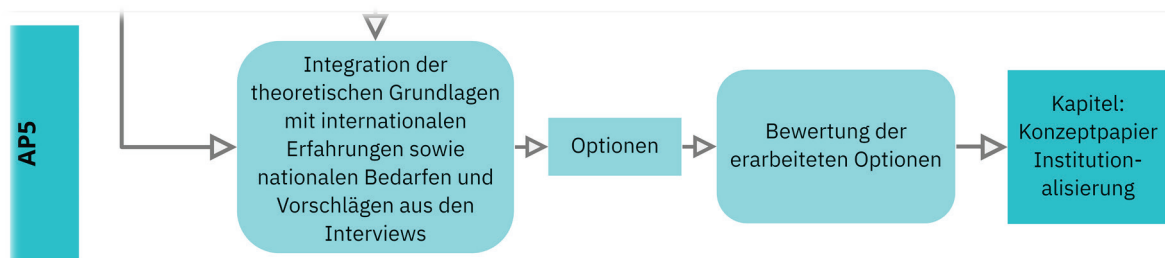 AP5
Integration der
theoretischen Grundlagen
mit internationalen
Erfahrungen sowie
nationalen Bedarfen und
Vorschlägen aus den
Interviews
Optionen
Bewertung der
erarbeiteten Optionen
Kapitel:
Konzeptpapier
Institution-
alisierung